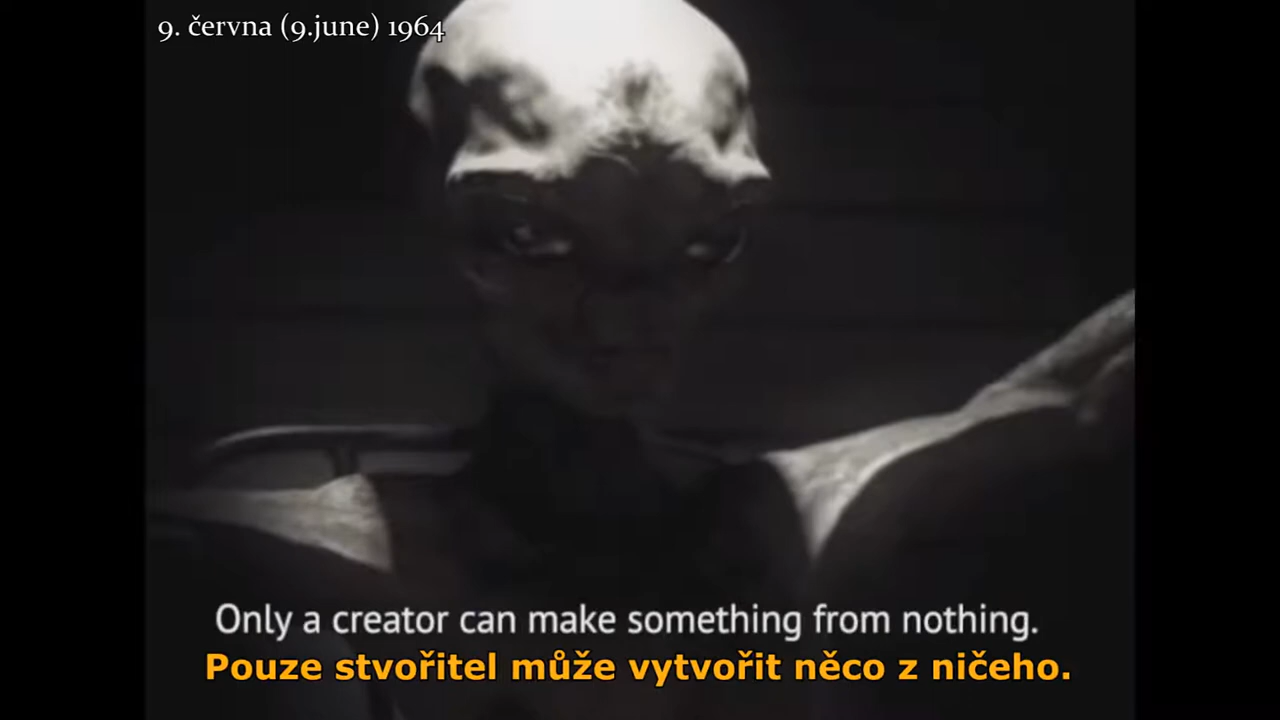 9. června (9.june) 1964
Only a creator can make something from nothing.
Pouze stvořitel může vytvořit něco z ničeho.